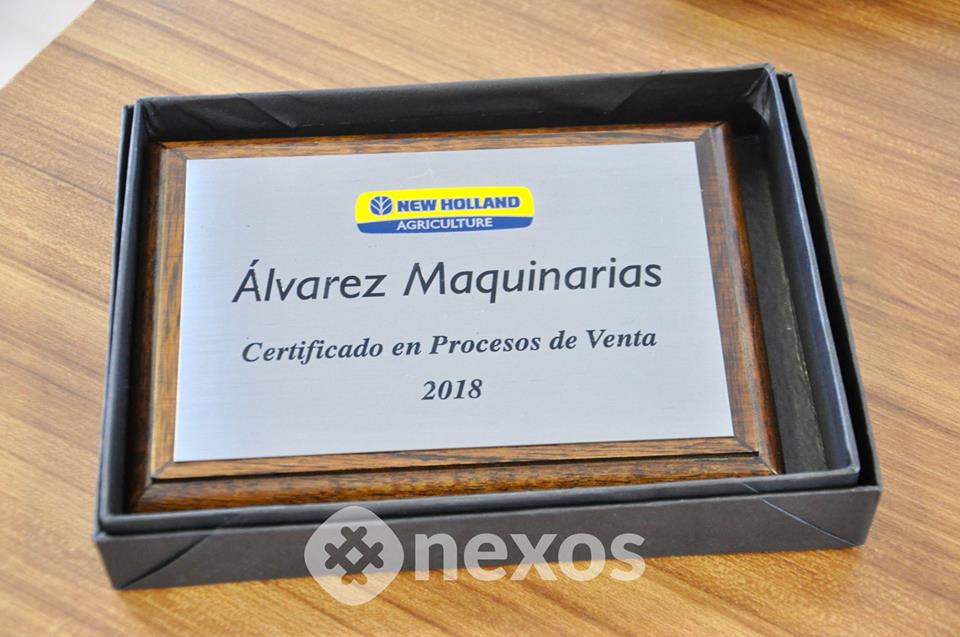 NEW HOLLAND
AGRICULTURE
Álvarez Maquinarias
Certificado en Procesos de Venta
2018
nexos